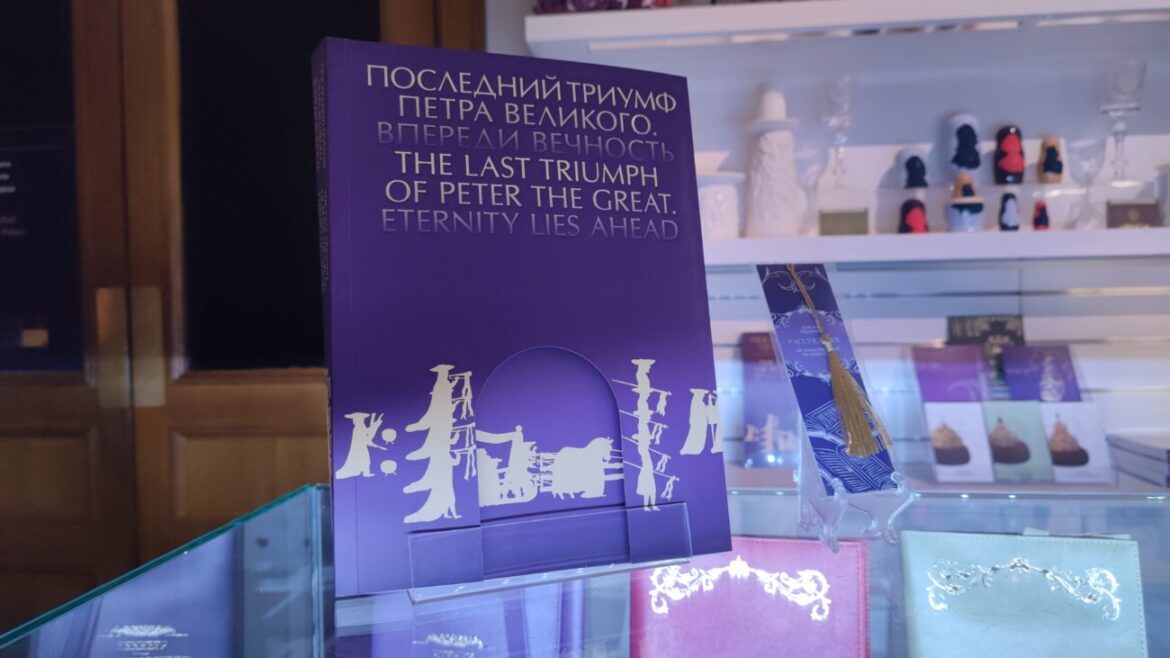 ПОСЛЕДНИЙ ТРИУМФ
ПЕТРА ВЕЛИКОГО.
ВПЕРЕДИ ВЕЧНОСТЬ
THE LAST TRIUMPH
OF PETER THE GREAT.
ETERNITY LIES AHEAD